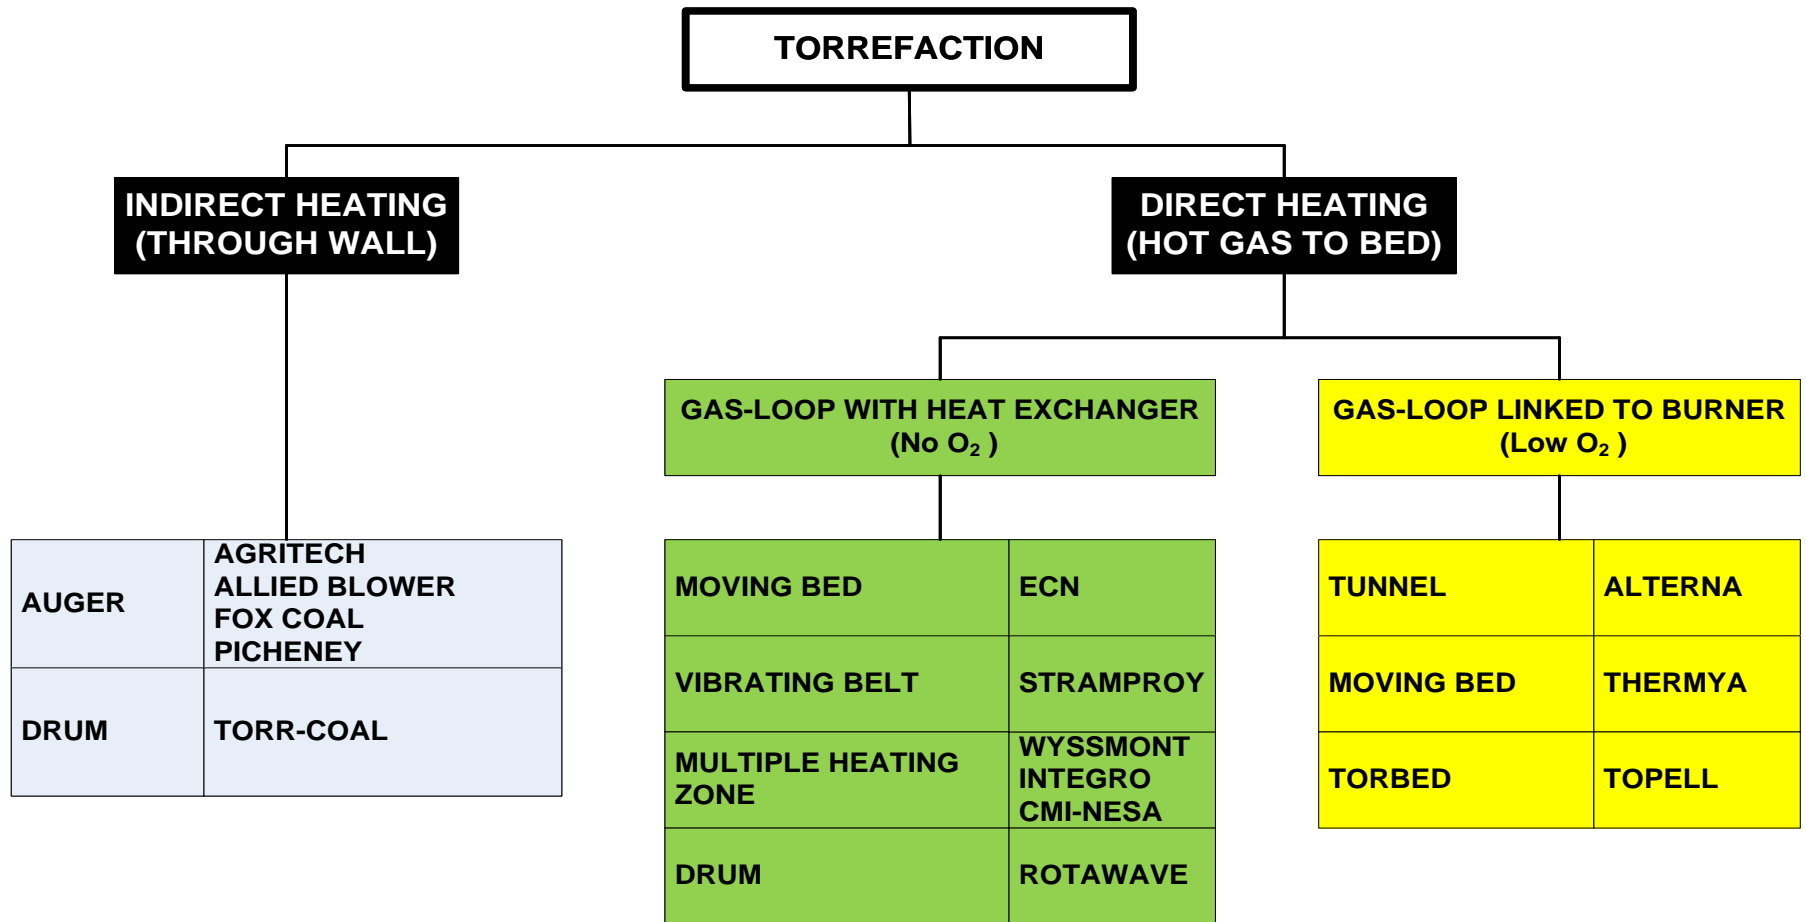 TORREFACTION
INDIRECT HEATING
(THROUGH WALL)
DIRECT HEATING
(HOT GAS TO BED)
GAS-LOOP WITH HEAT EXCHANGER
(No O₂ )
GAS-LOOP LINKED TO BURNER
(Low O₂ )
AUGER
AGRITECH
ALLIED BLOWER
FOX COAL
PICHENEY
DRUM
TORR-COAL
MOVING BED
ECN
VIBRATING BELT
STRAMPROY
MULTIPLE HEATING
ZONE
WYSSMONT
INTEGRO
CMI-NESA
DRUM
ROTAWAVE
TUNNEL
ALTERNA
MOVING BED
THERMYA
TORBED
TOPELL